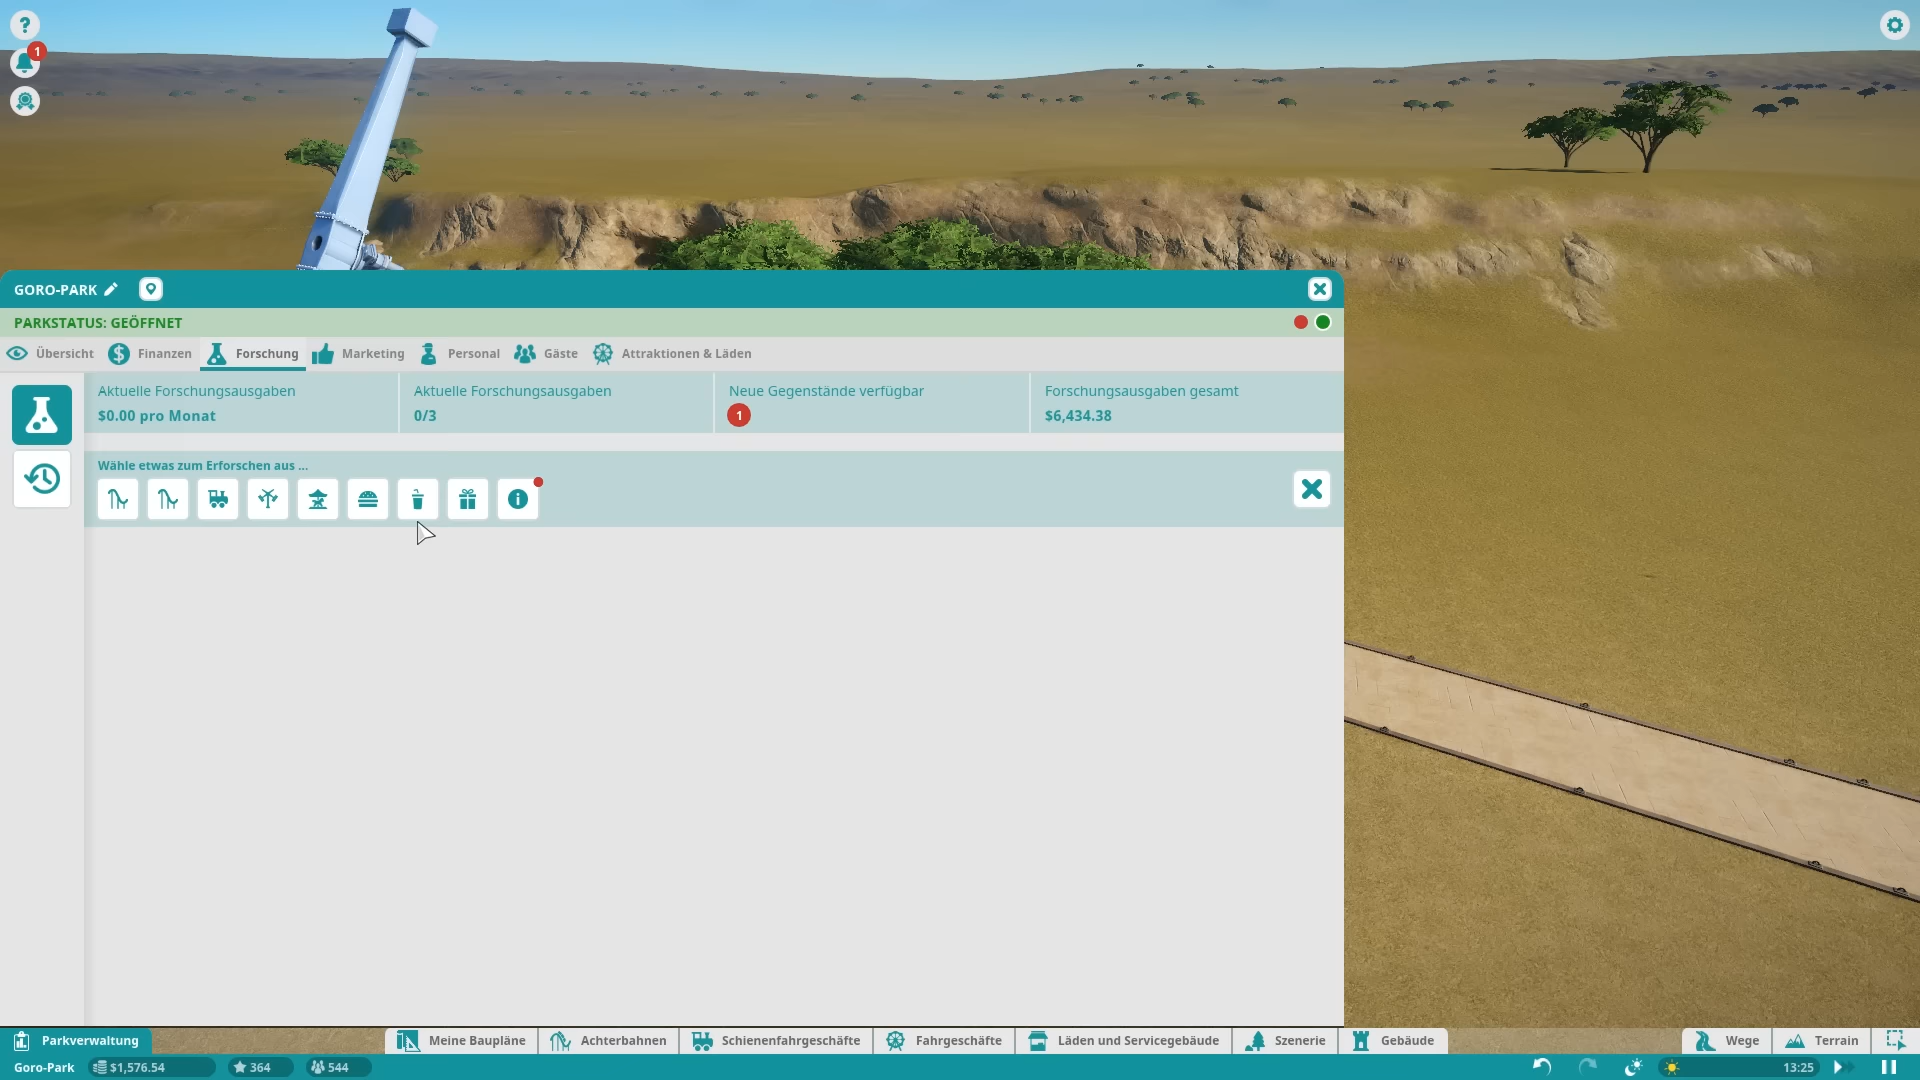 1
GORO-PARK
PARKSTATUS: GEÖFFNET
Übersicht
Finanzen
Forschung
Marketing
Personal
Gäste
Attraktionen & Läden
Aktuelle Forschungsausgaben
$0.00 pro Monat
Aktuelle Forschungsausgaben
0/3
Neue Gegenstände verfügbar
1
Forschungsausgaben gesamt
$6,434.38
Wähle etwas zum Erforschen aus ...
Parkverwaltung
Meine Baupläne
Achterbahnen
Schienenfahrgeschäfte
Fahrgeschäfte
Läden und Servicegebäude
Szenerie
Gebäude
Wege
Terrain
Goro-Park
$1,576.54
364
544
13:25